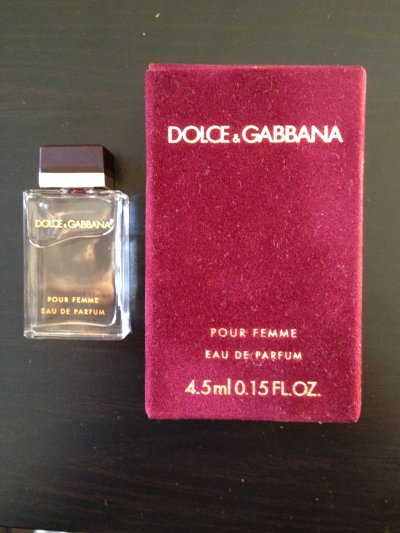 DOLCE & GABBANA
POUR FEMME
EAU DE PARFUM
DOLCE & GABBANA
POUR FEMME
EAU DE PARFUM
4.5ml 0.15 FL.OZ.